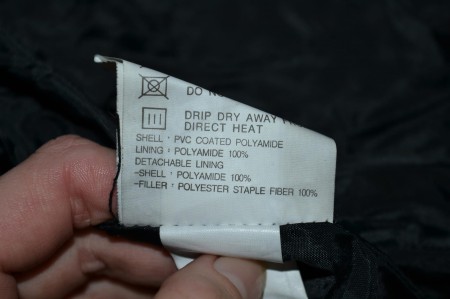 DO
DRIP DRY AWAY
DIRECT HEAT
SHELL : PVC COATED POLYAMIDE
LINING : POLYAMIDE 100%
DETACHABLE LINING
-SHELL : POLYAMIDE 100%
-FILLER : POLYESTER STAPLE FIBER 100%